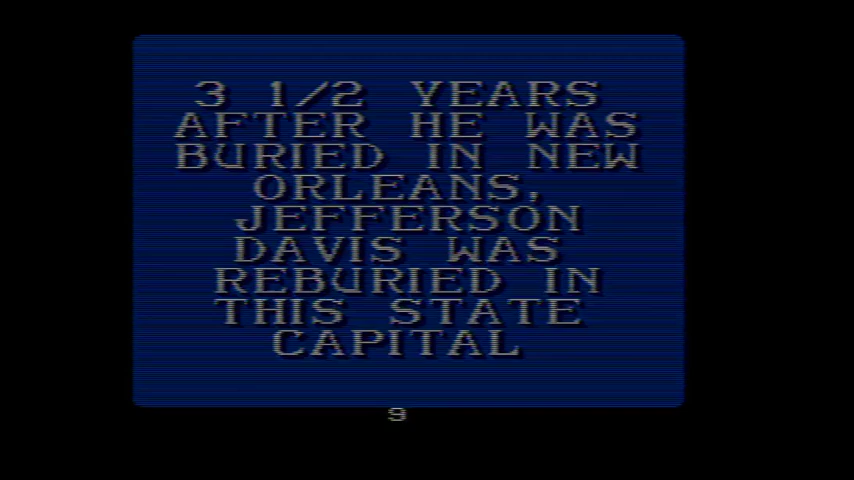 3 1/2 YEARS
AFTER HE WAS
BURIED IN NEW
ORLEANS,
JEFFERSON
DAVIS WAS
REBURIED IN
THIS STATE
CAPITAL
9